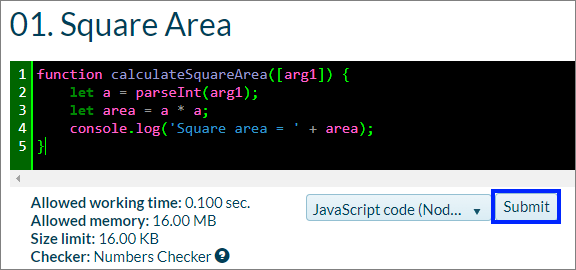 01. Square Area
1 function calculateSquareArea([arg1]) {
2 let a = parseInt(arg1);
3 let area = a * a;
4 console.log('Square area = ' + area);
5 }
Allowed working time: 0.100 sec.
Allowed memory: 16.00 MB
Size limit: 16.00 KB
Checker: Numbers Checker ?
JavaScript code (Nod... Submit